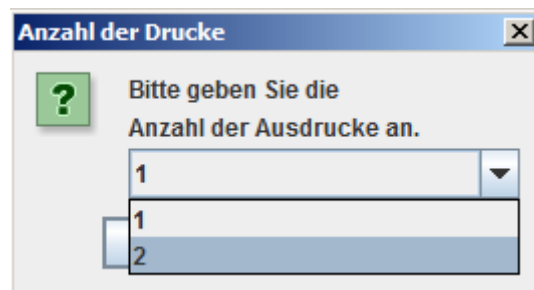 Anzahl der Drucke
?
Bitte geben Sie die
Anzahl der Ausdrucke an.
1
1
2